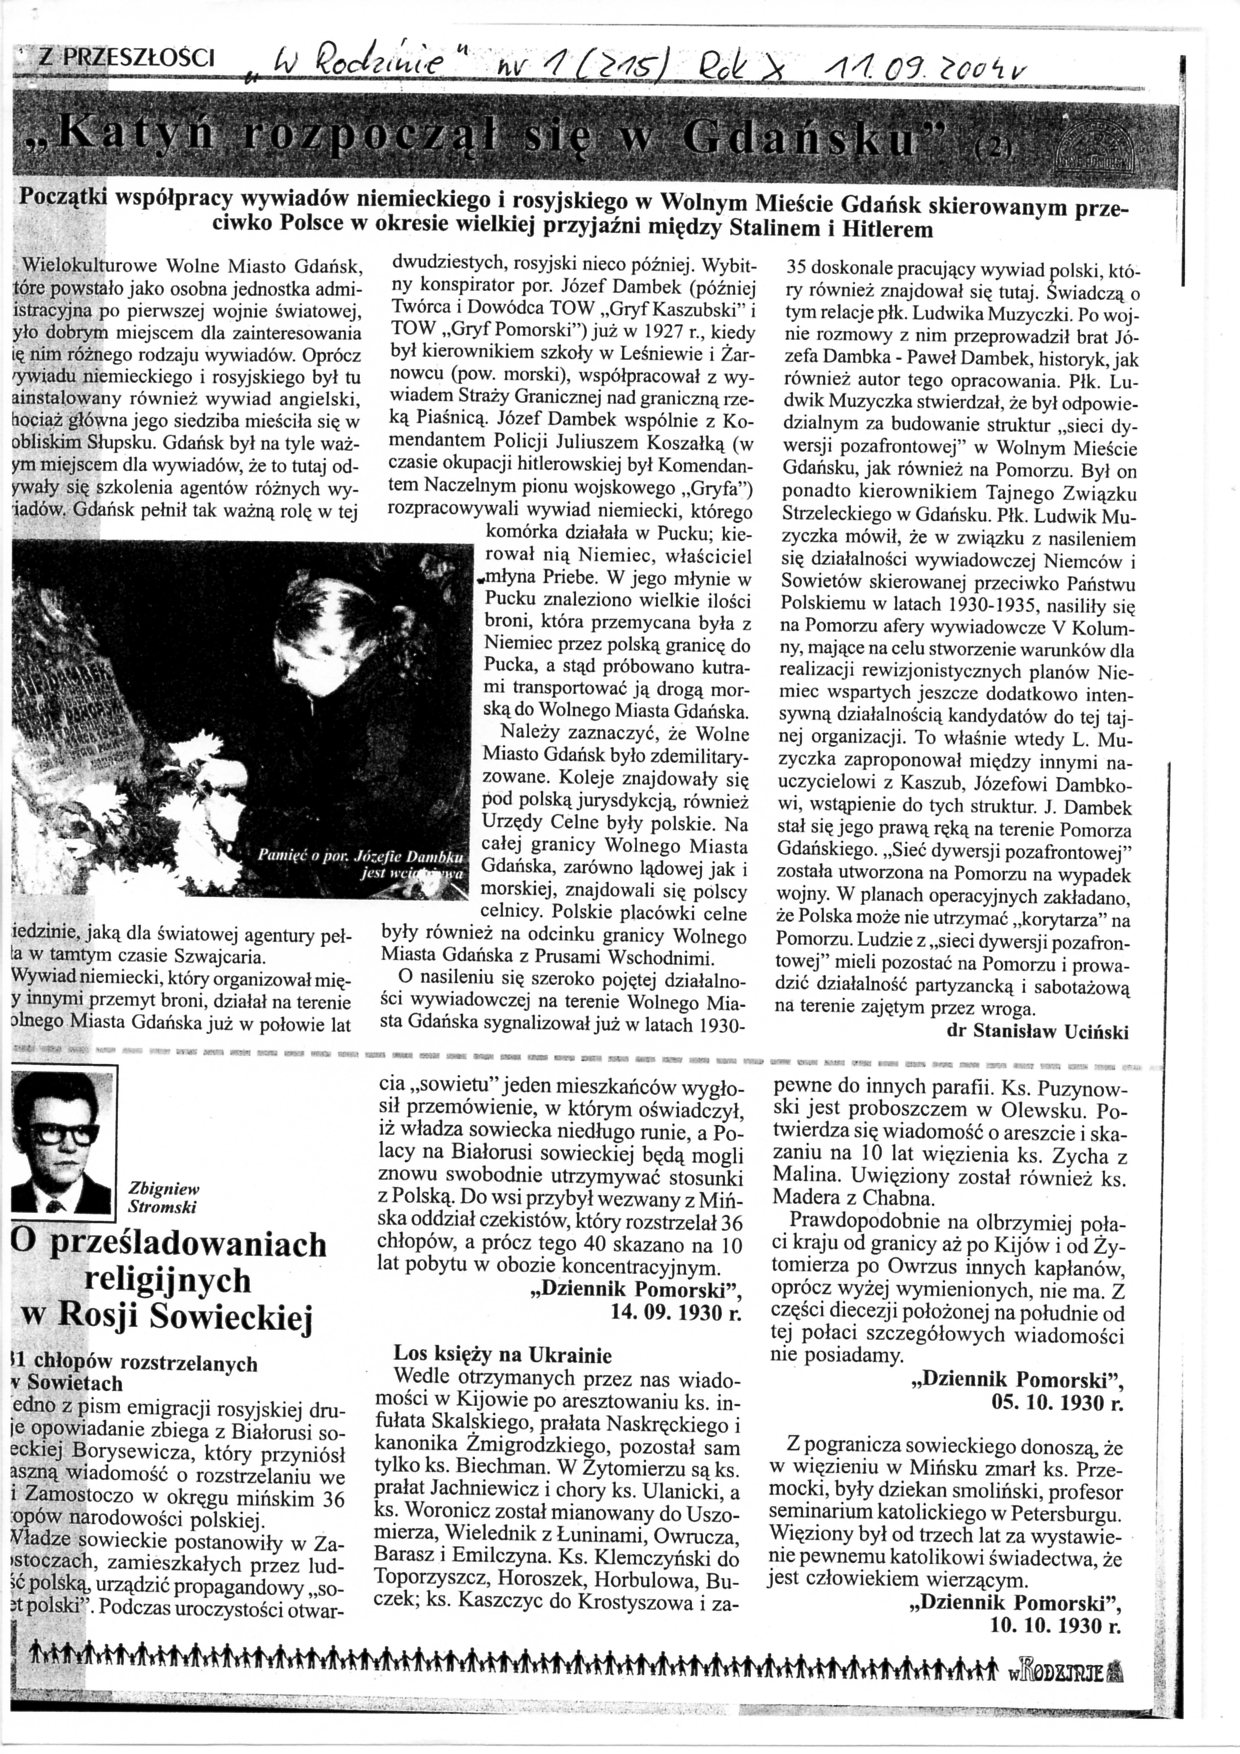 Z PRZESZŁOŚCI
„W Rodzinie" nr 1 (215) Rok X 11.09.2004 r
„Katyń rozpoczął się w Gdańsku” (2)
Początki współpracy wywiadów niemieckiego i rosyjskiego w Wolnym Mieście Gdańsk skierowanym prze-
ciwko Polsce w okresie wielkiej przyjaźni między Stalinem i Hitlerem
Wielokulturowe Wolne Miasto Gdańsk,
tóre powstało jako osobna jednostka admi-
istracyjna po pierwszej wojnie światowej,
yło dobrym miejscem dla zainteresowania
ię nim różnego rodzaju wywiadów. Oprócz
ywiadu niemieckiego i rosyjskiego był tu
ainstalowany również wywiad angielski,
hociaż główna jego siedziba mieściła się w
obliskim Słupsku. Gdańsk był na tyle waż-
ym miejscem dla wywiadów, że to tutaj od-
ywały się szkolenia agentów różnych wy-
iadów. Gdańsk pełnił tak ważną rolę w tej
Pamięć o por. Józefie Dambku
jest wciąż żywa
iedzinie, jaką dla światowej agentury peł-
ła w tamtym czasie Szwajcaria.
Wywiad niemiecki, który organizował mię-
y innymi przemyt broni, działał na terenie
olnego Miasta Gdańska już w połowie lat
dwudziestych, rosyjski nieco później. Wybit-
ny konspirator por. Józef Dambek (później
Twórca i Dowódca TOW „Gryf Kaszubski” i
TOW „Gryf Pomorski”) już w 1927 r., kiedy
był kierownikiem szkoły w Leśniewie i Żar-
nowcu (pow. morski), współpracował z wy-
wiadem Straży Granicznej nad graniczną rze-
ką Piaśnicą. Józef Dambek wspólnie z Ko-
mendantem Policji Juliuszem Koszałką (w
czasie okupacji hitlerowskiej był Komendan-
tem Naczelnym pionu wojskowego „Gryfa”)
rozpracowywali wywiad niemiecki, którego
komórka działała w Pucku; kie-
rował nią Niemiec, właściciel
młyna Priebe. W jego młynie w
Pucku znaleziono wielkie ilości
broni, która przemycana była z
Niemiec przez polską granicę do
Pucka, a stąd próbowano kutra-
mi transportować ją drogą mor-
ską do Wolnego Miasta Gdańska.
Należy zaznaczyć, że Wolne
Miasto Gdańsk było zdemilitary-
zowane. Koleje znajdowały się
pod polską jurysdykcją, również
Urzędy Celne były polskie. Na
całej granicy Wolnego Miasta
Gdańska, zarówno lądowej jak i
morskiej, znajdowali się polscy
celnicy. Polskie placówki celne
były również na odcinku granicy Wolnego
Miasta Gdańska z Prusami Wschodnimi.
O nasileniu się szeroko pojętej działalno-
ści wywiadowczej na terenie Wolnego Mia-
sta Gdańska sygnalizował już w latach 1930-
35 doskonale pracujący wywiad polski, któ-
ry również znajdował się tutaj. Świadczą o
tym relacje płk. Ludwika Muzyczki. Po woj-
nie rozmowy z nim przeprowadził brat Jó-
zefa Dambka - Paweł Dambek, historyk, jak
również autor tego opracowania. Płk. Lu-
dwik Muzyczka stwierdzał, że był odpowie-
dzialnym za budowanie struktur „sieci dy-
wersji pozafrontowej” w Wolnym Mieście
Gdańsku, jak również na Pomorzu. Był on
ponadto kierownikiem Tajnego Związku
Strzeleckiego w Gdańsku. Płk. Ludwik Mu-
zyczka mówił, że w związku z nasileniem
się działalności wywiadowczej Niemców i
Sowietów skierowanej przeciwko Państwu
Polskiemu w latach 1930-1935, nasiliły się
na Pomorzu afery wywiadowcze V Kolum-
ny, mające na celu stworzenie warunków dla
realizacji rewizjonistycznych planów Nie-
miec wspartych jeszcze dodatkowo inten-
sywną działalnością kandydatów do tej taj-
nej organizacji. To właśnie wtedy L. Mu-
zyczka zaproponował między innymi na-
uczycielowi z Kaszub, Józefowi Dambko-
wi, wstąpienie do tych struktur. J. Dambek
stał się jego prawą ręką na terenie Pomorza
Gdańskiego. „Sieć dywersji pozafrontowej”
została utworzona na Pomorzu na wypadek
wojny. W planach operacyjnych zakładano,
że Polska może nie utrzymać „korytarza” na
Pomorzu. Ludzie z „sieci dywersji pozafron-
towej” mieli pozostać na Pomorzu i prowa-
dzić działalność partyzancką i sabotażową
na terenie zajętym przez wroga.
dr Stanisław Uciński
Zbigniew
Stromski
O prześladowaniach
religijnych
w Rosji Sowieckiej
31 chłopów rozstrzelanych
w Sowietach
edno z pism emigracji rosyjskiej dru-
je opowiadanie zbiega z Białorusi so-
eckiej Borysewicza, który przyniósł
aszną wiadomość o rozstrzelaniu we
i Zamostoczo w okręgu mińskim 36
opów narodowości polskiej.
Władze sowieckie postanowiły w Za-
ostoczach, zamieszkałych przez lud-
ść polską, urządzić propagandowy „so-
et polski”. Podczas uroczystości otwar-
cia „sowietu” jeden mieszkańców wygło-
sił przemówienie, w którym oświadczył,
iż władza sowiecka niedługo runie, a Po-
lacy na Białorusi sowieckiej będą mogli
znowu swobodnie utrzymywać stosunki
z Polską. Do wsi przybył wezwany z Miń-
ska oddział czekistów, który rozstrzelał 36
chłopów, a prócz tego 40 skazano na 10
lat pobytu w obozie koncentracyjnym.
„Dziennik Pomorski”,
14. 09. 1930 r.
Los księży na Ukrainie
Wedle otrzymanych przez nas wiado-
mości w Kijowie po aresztowaniu ks. in-
fułata Skalskiego, prałata Naskręckiego i
kanonika Żmigrodzkiego, pozostał sam
tylko ks. Biechman. W Żytomierzu są ks.
prałat Jachniewicz i chory ks. Ulanicki, a
ks. Woronicz został mianowany do Uszo-
mierza, Wielednik z Łuninami, Owrucza,
Barasz i Emilczyna. Ks. Klemczyński do
Toporzyszcz, Horoszek, Horbulowa, Bu-
czek; ks. Kaszczyc do Krostyszowa i za-
pewne do innych parafii. Ks. Puzynow-
ski jest proboszczem w Olewsku. Po-
twierdza się wiadomość o areszcie i ska-
zaniu na 10 lat więzienia ks. Zycha z
Malina. Uwięziony został również ks.
Madera z Chabna.
Prawdopodobnie na olbrzymiej poła-
ci kraju od granicy aż po Kijów i od Ży-
tomierza po Owrzus innych kapłanów,
oprócz wyżej wymienionych, nie ma. Z
części diecezji położonej na południe od
tej połaci szczegółowych wiadomości
nie posiadamy.
„Dziennik Pomorski”,
05. 10. 1930 r.
Z pogranicza sowieckiego donoszą, że
w więzieniu w Mińsku zmarł ks. Prze-
mocki, były dziekan smoliński, profesor
seminarium katolickiego w Petersburgu.
Więziony był od trzech lat za wystawie-
nie pewnemu katolikowi świadectwa, że
jest człowiekiem wierzącym.
„Dziennik Pomorski”,
10. 10. 1930 r.
wRODZINIE